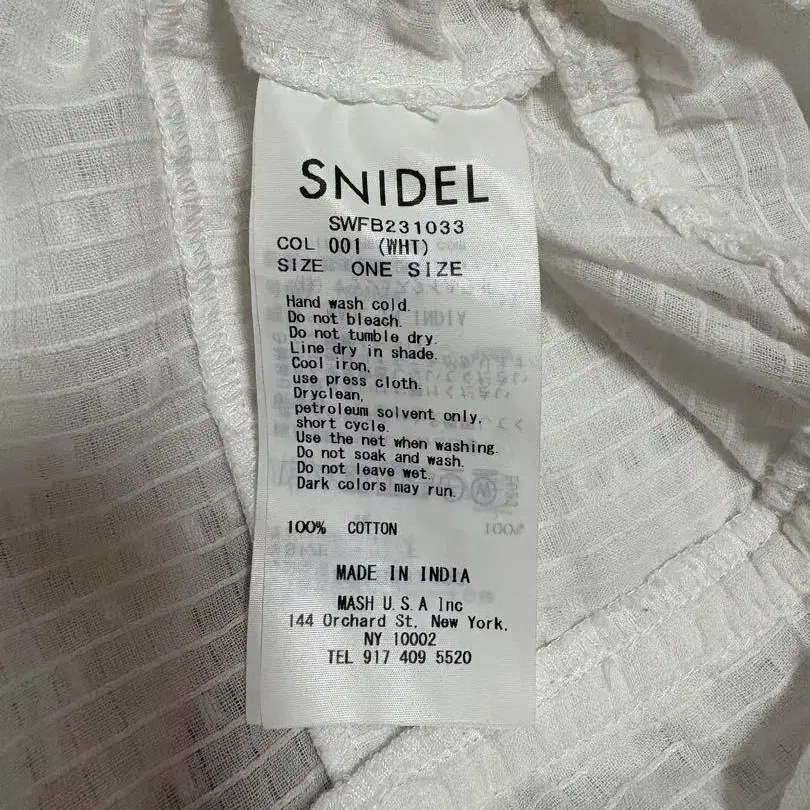 SNIDEL
SWFB231033
COL 001 (WHT)
SIZE ONE SIZE
Hand wash cold.
Do not bleach.
Do not tumble dry.
Line dry in shade.
Cool iron,
use press cloth.
Dryclean,
petroleum solvent only,
short cycle.
Use the net when washing.
Do not soak and wash.
Do not leave wet.
Dark colors may run.
100% COTTON
MADE IN INDIA
MASH U.S.A Inc
144 Orchard St, New York,
NY 10002
TEL 917 409 5520